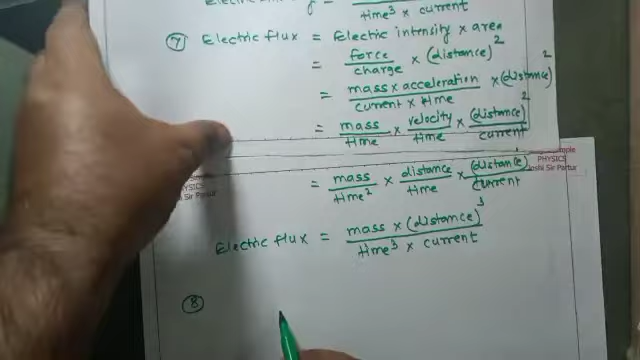 time³ × current
⑦ Electric flux = Electric intensity × area
= force / charge × (distance)²
= mass × acceleration / current × time × (distance)²
= mass / time × velocity / time × (distance)² / current
PHYSICS
= mass / time² × distance / time × (distance)² / current
Sir Partur
Electric flux = mass × (distance)³ / time³ × current
⑧